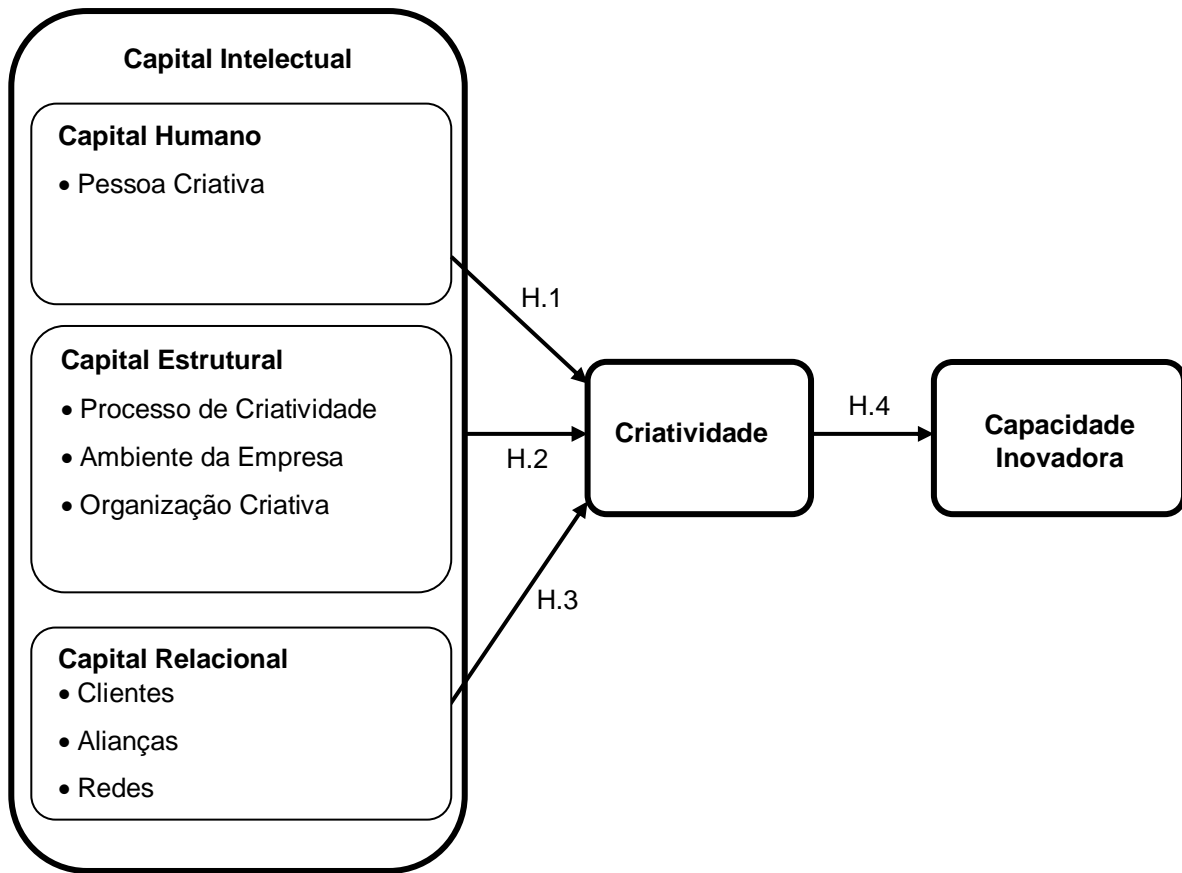 Capital Intelectual
Capital Humano
• Pessoa Criativa
H.1
Capital Estrutural
• Processo de Criatividade
• Ambiente da Empresa
• Organização Criativa
H.2
Criatividade
H.4
Capacidade
Inovadora
H.3
Capital Relacional
• Clientes
• Alianças
• Redes